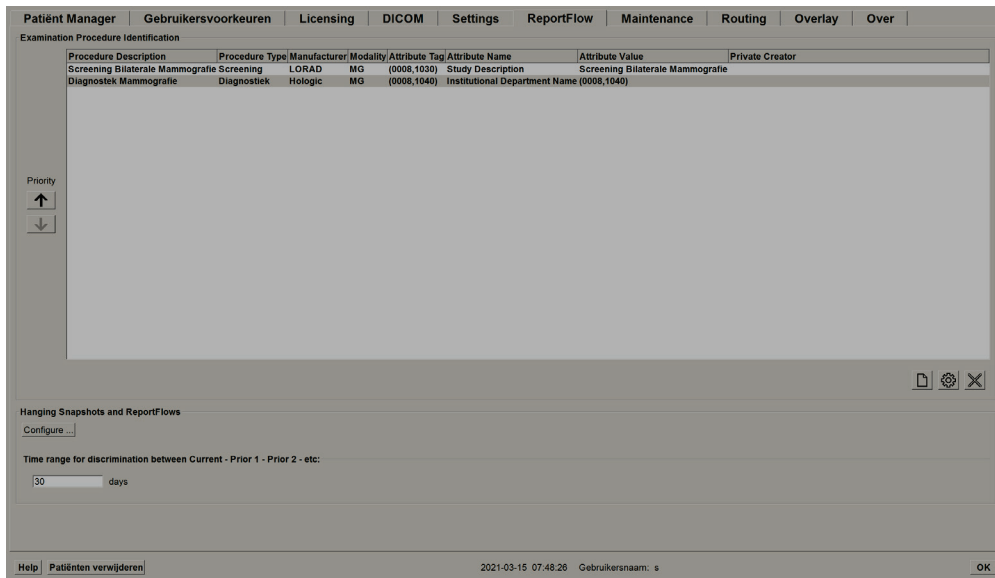 Patiënt Manager Gebruikersvoorkeuren Licensing DICOM Settings ReportFlow Maintenance Routing Overlay Over
Examination Procedure Identification
Procedure Description Procedure Type Manufacturer Modality Attribute Tag Attribute Name Attribute Value Private Creator
Screening Bilaterale Mammografie Screening LORAD MG (0008,1030) Study Description Screening Bilaterale Mammografie
Diagnostek Mammografie Diagnostiek Hologic MG (0008,1040) Institutional Department Name (0008,1040)
Priority
Hanging Snapshots and ReportFlows
Configure ...
Time range for discrimination between Current - Prior 1 - Prior 2 - etc:
30 days
Help Patiënten verwijderen 2021-03-15 07:48:26 Gebruikersnaam: s OK